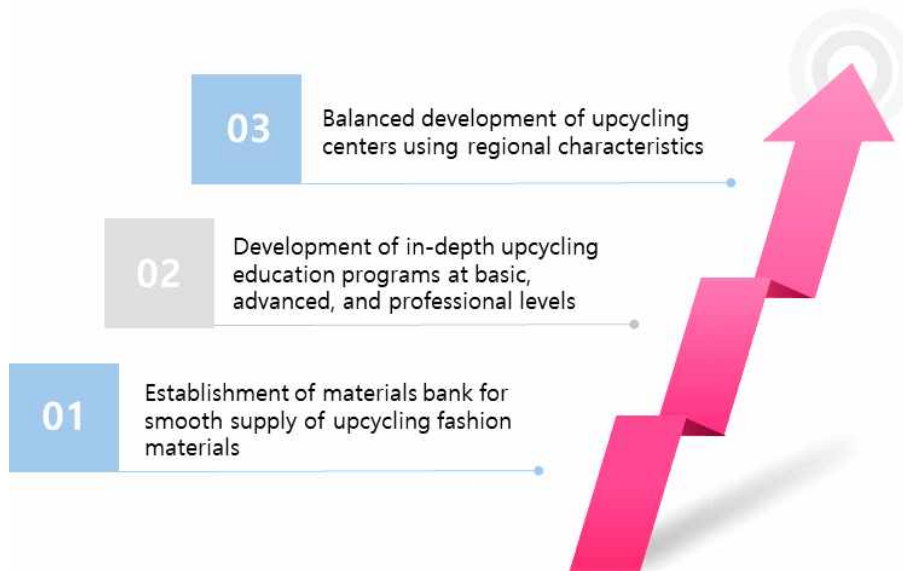 03
Balanced development of upcycling
centers using regional characteristics
02
Development of in-depth upcycling
education programs at basic,
advanced, and professional levels
01
Establishment of materials bank for
smooth supply of upcycling fashion
materials